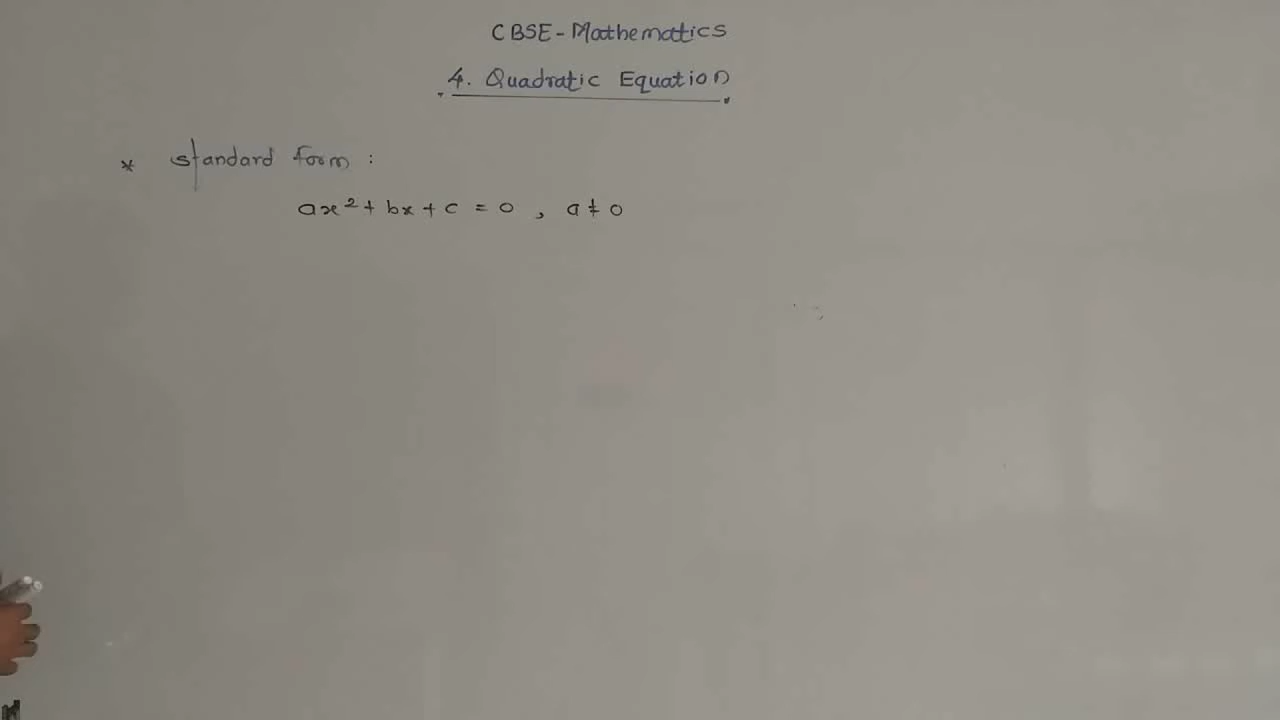 CBSE - Mathematics
4. Quadratic Equation
* standard form :
ax² + bx + c = 0 , a ≠ 0